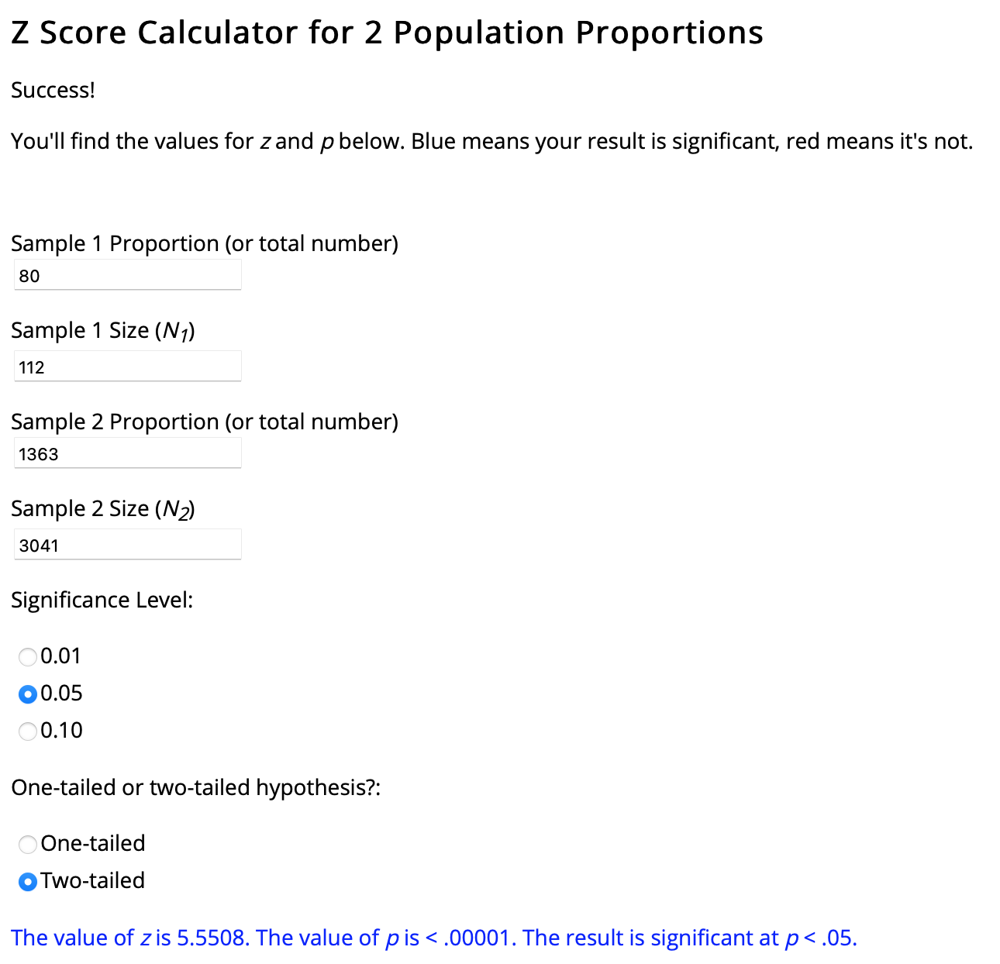 Z Score Calculator for 2 Population Proportions
Success!
You'll find the values for z and p below. Blue means your result is significant, red means it's not.
Sample 1 Proportion (or total number)
80
Sample 1 Size (N1)
112
Sample 2 Proportion (or total number)
1363
Sample 2 Size (N2)
3041
Significance Level:
0.01
0.05
0.10
One-tailed or two-tailed hypothesis?:
One-tailed
Two-tailed
The value of z is 5.5508. The value of p is < .00001. The result is significant at p < .05.